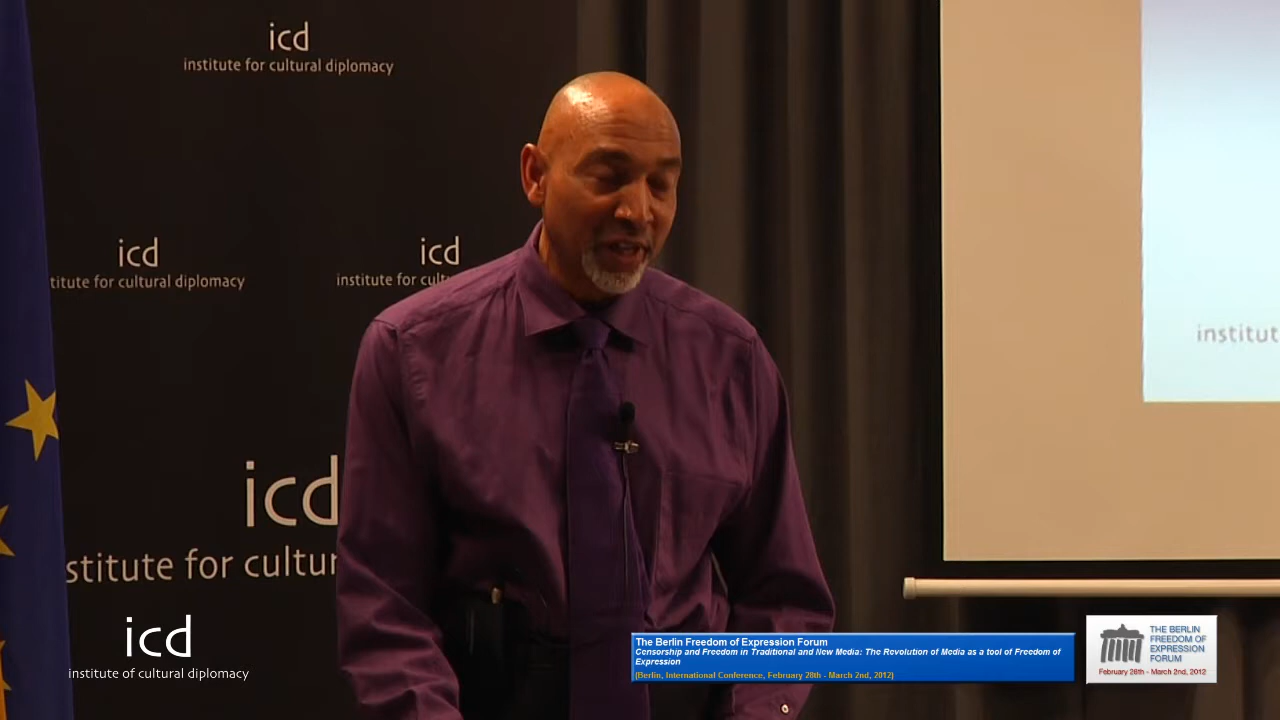 icd
institute for cultural diplomacy
icd
titute for cultural diplomacy
icd
institute for cult
institut
icd
stitute for cultur
icd
institute of cultural diplomacy
The Berlin Freedom of Expression Forum
Censorship and Freedom in Traditional and New Media: The Revolution of Media as a tool of Freedom of
Expression
(Berlin, International Conference, February 28th - March 2nd, 2012)
THE BERLIN
FREEDOM OF
EXPRESSION
FORUM
February 28th - March 2nd, 2012